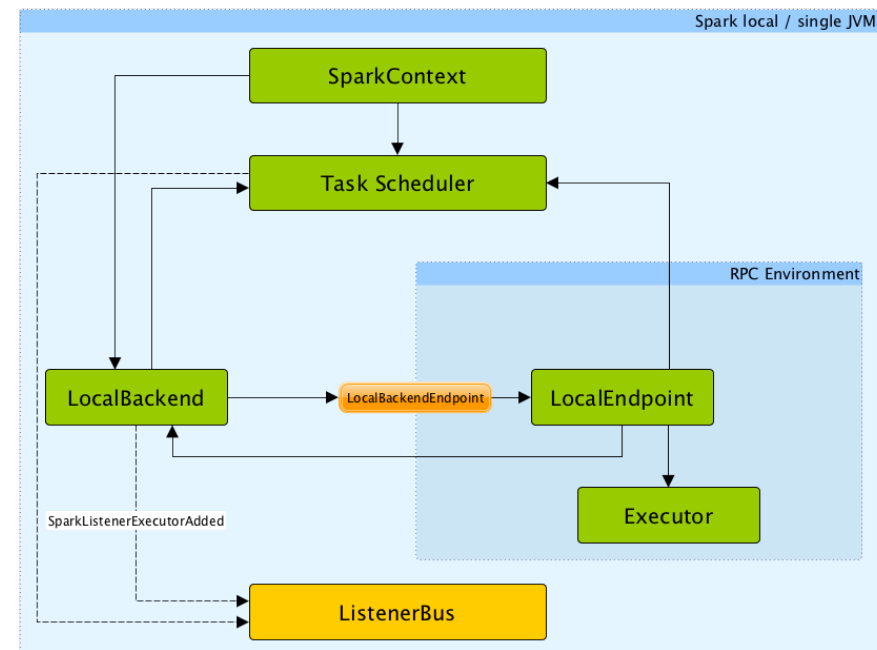 Spark local / single JVM
SparkContext
Task Scheduler
RPC Environment
LocalBackend
LocalBackendEndpoint
LocalEndpoint
Executor
SparkListenerExecutorAdded
ListenerBus